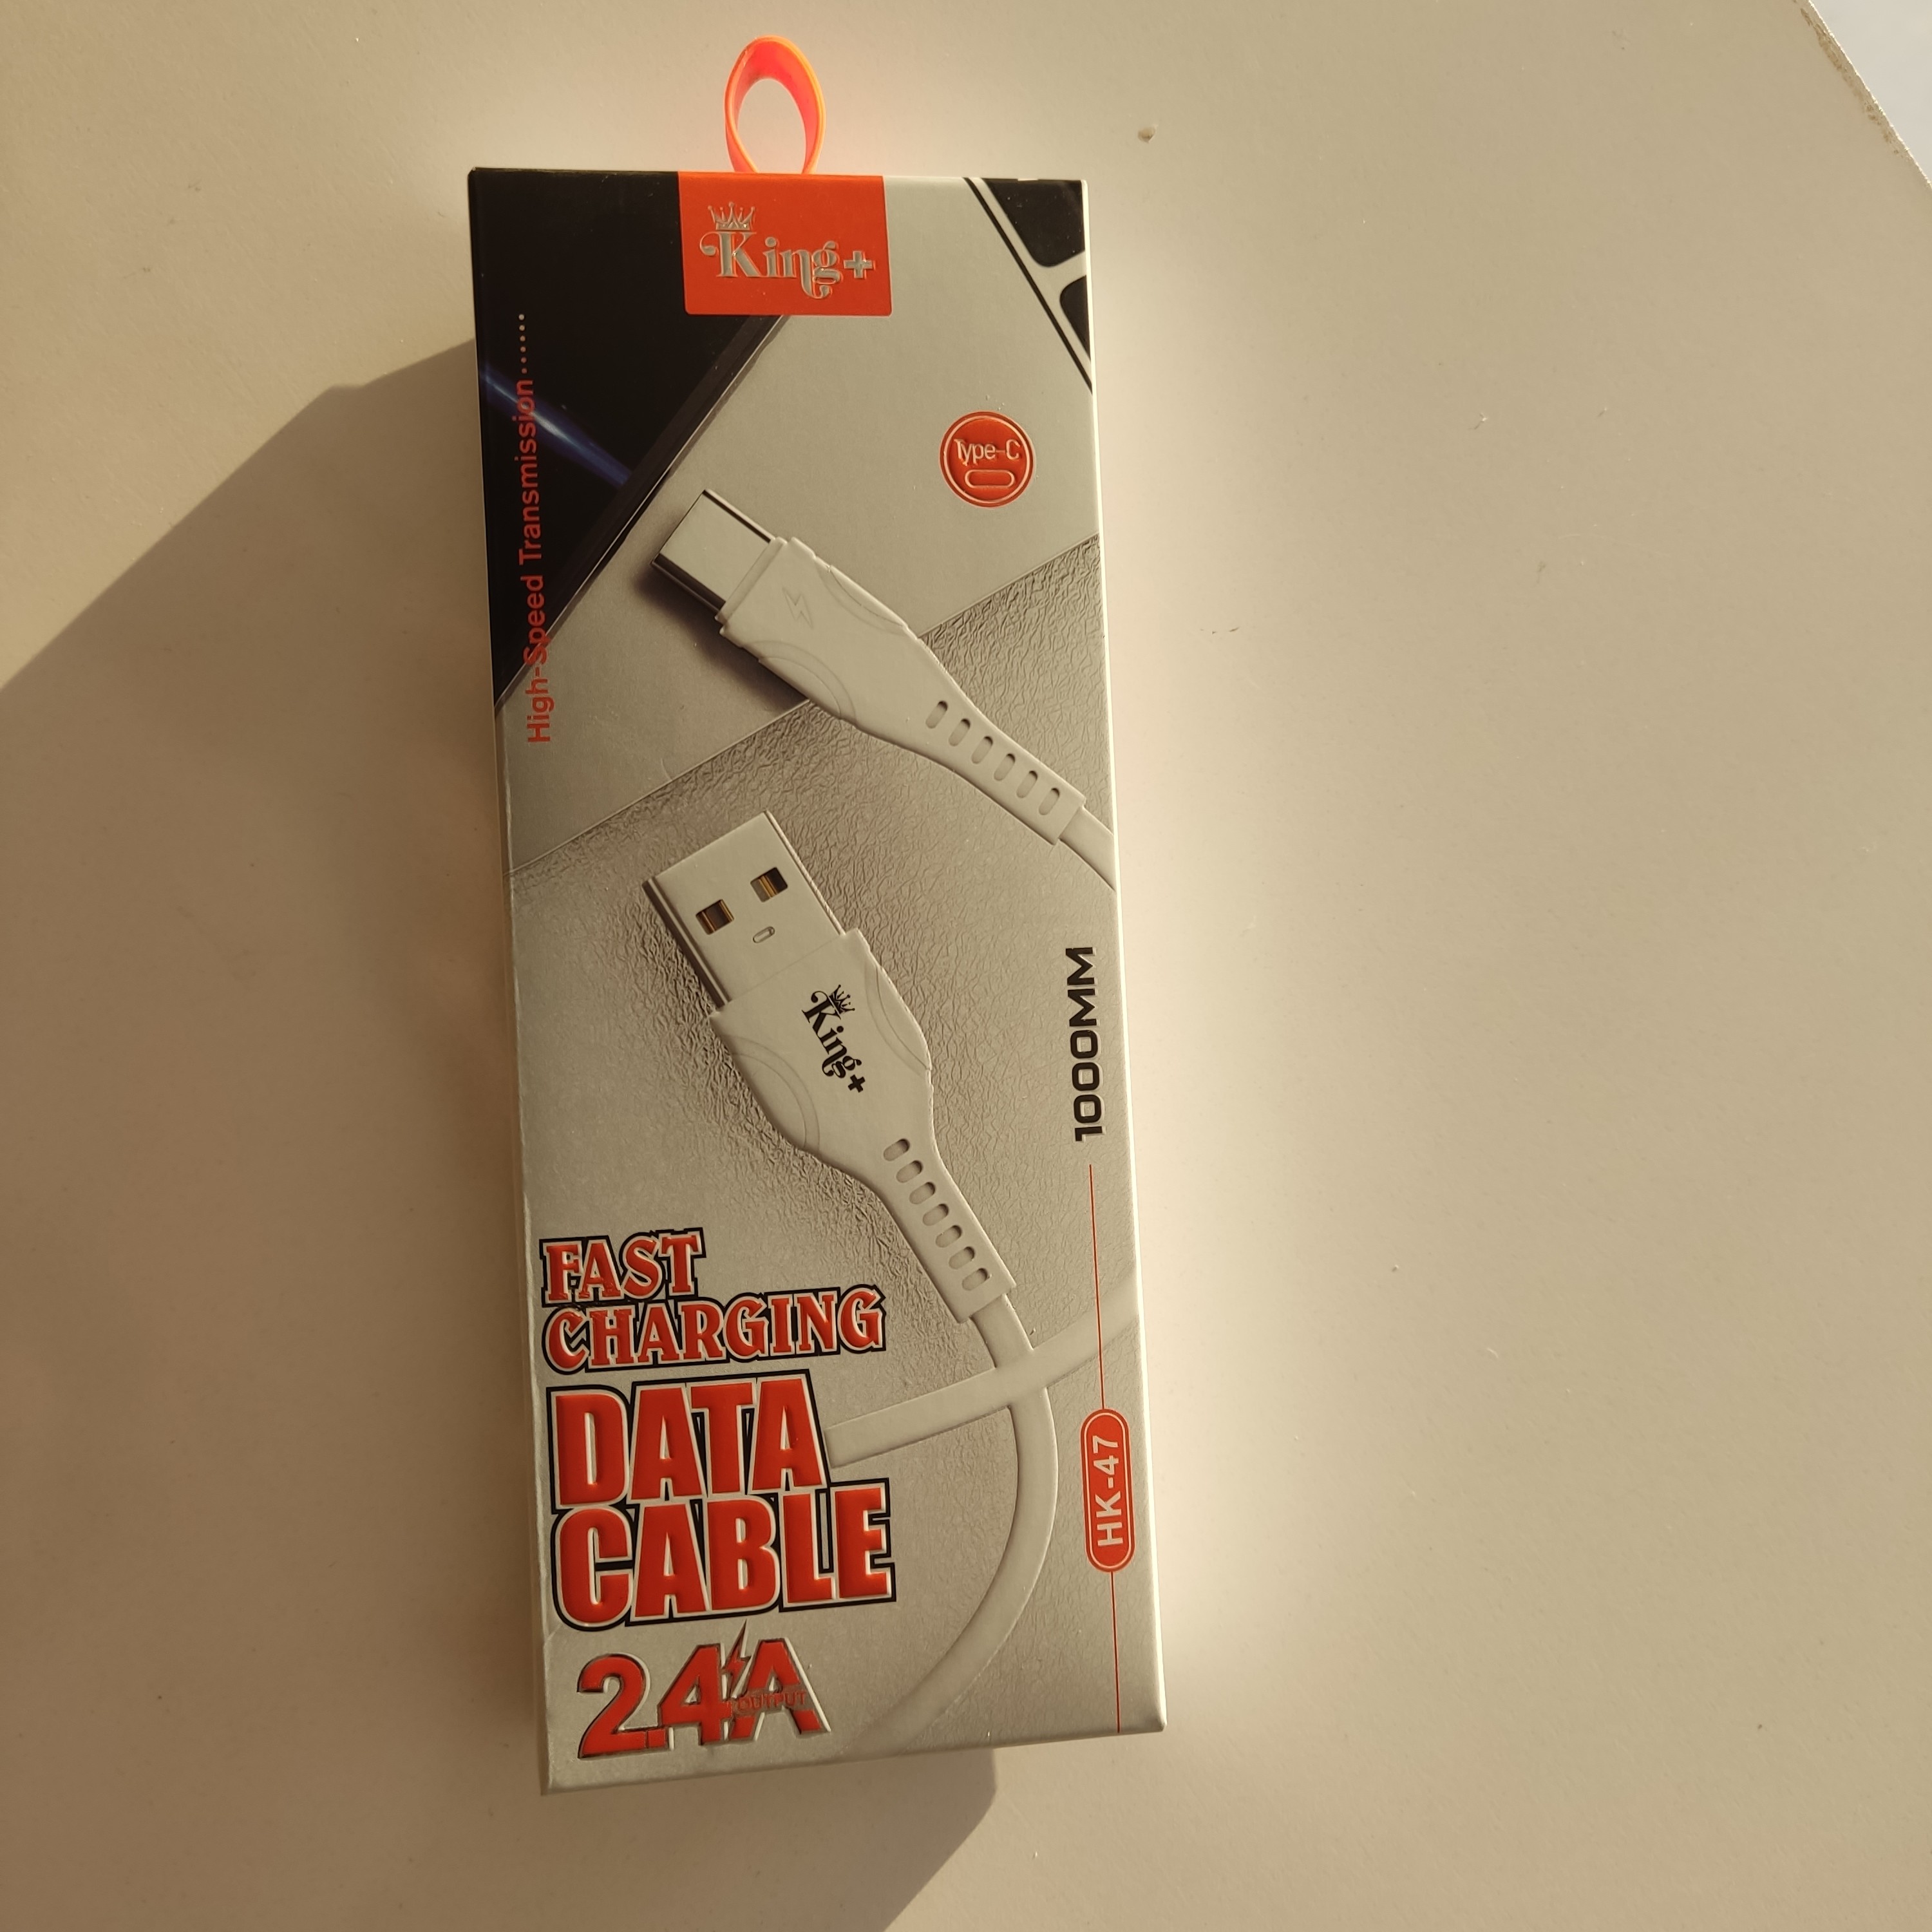 King+
High-Speed Transmission......
Type-C
King+
1000MM
HK-47
FAST
CHARGING
DATA
CABLE
2.4A
OUTPUT